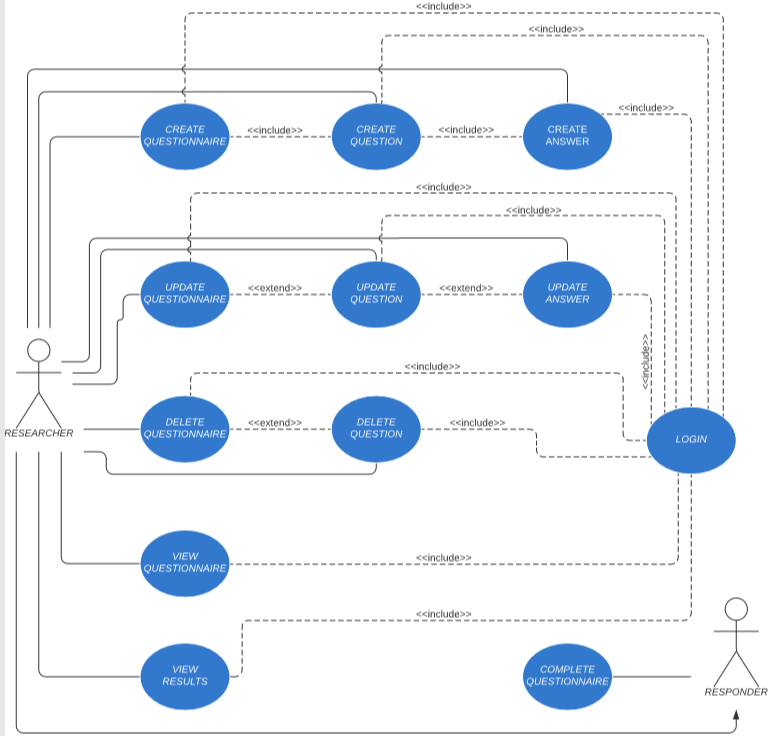 <<include>>
<<include>>
<<include>>
CREATE
QUESTIONNAIRE
<<include>>
CREATE
QUESTION
<<include>>
CREATE
ANSWER
<<include>>
<<include>>
UPDATE
QUESTIONNAIRE
<<extend>>
UPDATE
QUESTION
<<extend>>
UPDATE
ANSWER
<<include>>
<<include>>
RESEARCHER
DELETE
QUESTIONNAIRE
<<extend>>
DELETE
QUESTION
<<include>>
LOGIN
VIEW
QUESTIONNAIRE
<<include>>
<<include>>
VIEW
RESULTS
COMPLETE
QUESTIONNAIRE
RESPONDER